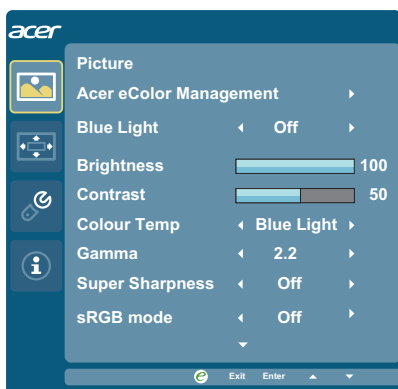 acer
Picture
Acer eColor Management
Blue Light Off
Brightness 100
Contrast 50
Colour Temp Blue Light
Gamma 2.2
Super Sharpness Off
sRGB mode Off
e Exit Enter